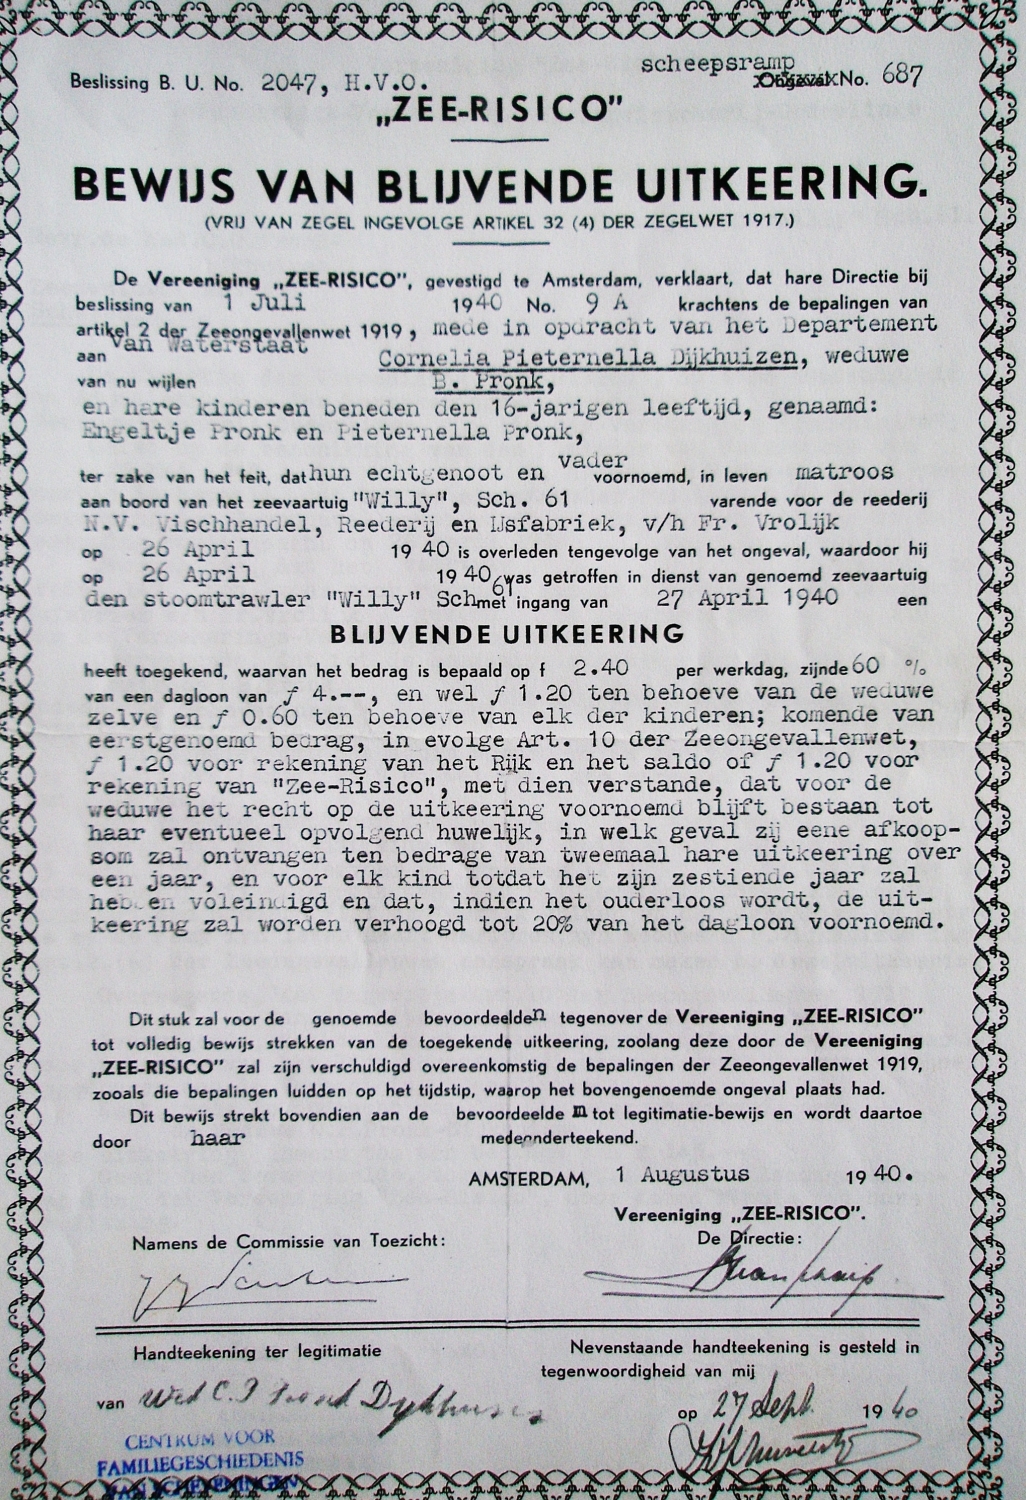 scheepsramp
Beslissing B. U. No. 2047, H.V.O. Ongeval No. 687
„ZEE-RISICO”
BEWIJS VAN BLIJVENDE UITKEERING.
(VRIJ VAN ZEGEL INGEVOLGE ARTIKEL 32 (4) DER ZEGELWET 1917.)
De Vereeniging „ZEE-RISICO”, gevestigd te Amsterdam, verklaart, dat hare Directie bij
beslissing van 1 Juli 1940 No. 9 A krachtens de bepalingen van
artikel 2 der Zeeongevallenwet 1919, mede in opdracht van het Departement
van Waterstaat
aan Cornelia Pieternella Dijkhuizen, weduwe
van nu wijlen B. Pronk,
en hare kinderen beneden den 16-jarigen leeftijd, genaamd:
Engeltje Pronk en Pieternella Pronk,
ter zake van het feit, dat hun echtgenoot en vader voornoemd, in leven matroos
aan boord van het zeevaartuig "Willy", Sch. 61 varende voor de reederij
N.V. Vischhandel, Reederij en IJsfabriek, v/h Fr. Vrolijk
op 26 April 1940 is overleden tengevolge van het ongeval, waardoor hij
op 26 April 1940 was getroffen in dienst van genoemd zeevaartuig
den stoomtrawler "Willy" Sch 61 met ingang van 27 April 1940 een
BLIJVENDE UITKEERING
heeft toegekend, waarvan het bedrag is bepaald op f 2.40 per werkdag, zijnde 60 %
van een dagloon van ƒ 4.--, en wel ƒ 1.20 ten behoeve van de weduwe
zelve en ƒ 0.60 ten behoeve van elk der kinderen; komende van
eerstgenoemd bedrag, in evolge Art. 10 der Zeeongevallenwet,
ƒ 1.20 voor rekening van het Rijk en het saldo of ƒ 1.20 voor
rekening van "Zee-Risico", met dien verstande, dat voor de
weduwe het recht op de uitkeering voornoemd blijft bestaan tot
haar eventueel opvolgend huwelijk, in welk geval zij eene afkoop-
som zal ontvangen ten bedrage van tweemaal hare uitkeering over
een jaar, en voor elk kind totdat het zijn zestiende jaar zal
hebben voleindigd en dat, indien het ouderloos wordt, de uit-
keering zal worden verhoogd tot 20% van het dagloon voornoemd.
Dit stuk zal voor de genoemde bevoordeelden tegenover de Vereeniging „ZEE-RISICO”
tot volledig bewijs strekken van de toegekende uitkeering, zoolang deze door de Vereeniging
„ZEE-RISICO” zal zijn verschuldigd overeenkomstig de bepalingen der Zeeongevallenwet 1919,
zooals die bepalingen luidden op het tijdstip, waarop het bovengenoemde ongeval plaats had.
Dit bewijs strekt bovendien aan de bevoordeelden tot legitimatie-bewijs en wordt daartoe
door haar medeonderteekend.
AMSTERDAM, 1 Augustus 1940.
Vereeniging „ZEE-RISICO”.
Namens de Commissie van Toezicht: De Directie:
Handteekening ter legitimatie
van Wed C. P Pronk Dijkhuizen
Nevenstaande handteekening is gesteld in
tegenwoordigheid van mij
op 27 Sept. 1940
CENTRUM VOOR
FAMILIEGESCHIEDENIS
VAN SCHEVENINGEN